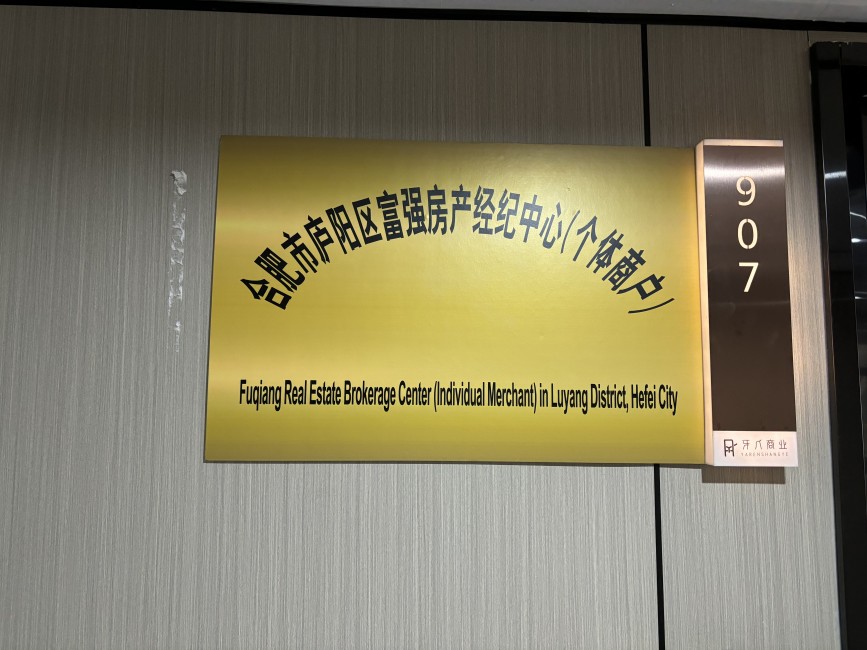 合肥市庐阳区富强房产经纪中心(个体商户)
Fuqiang Real Estate Brokerage Center (Individual Merchant) in Luyang District, Hefei City
907